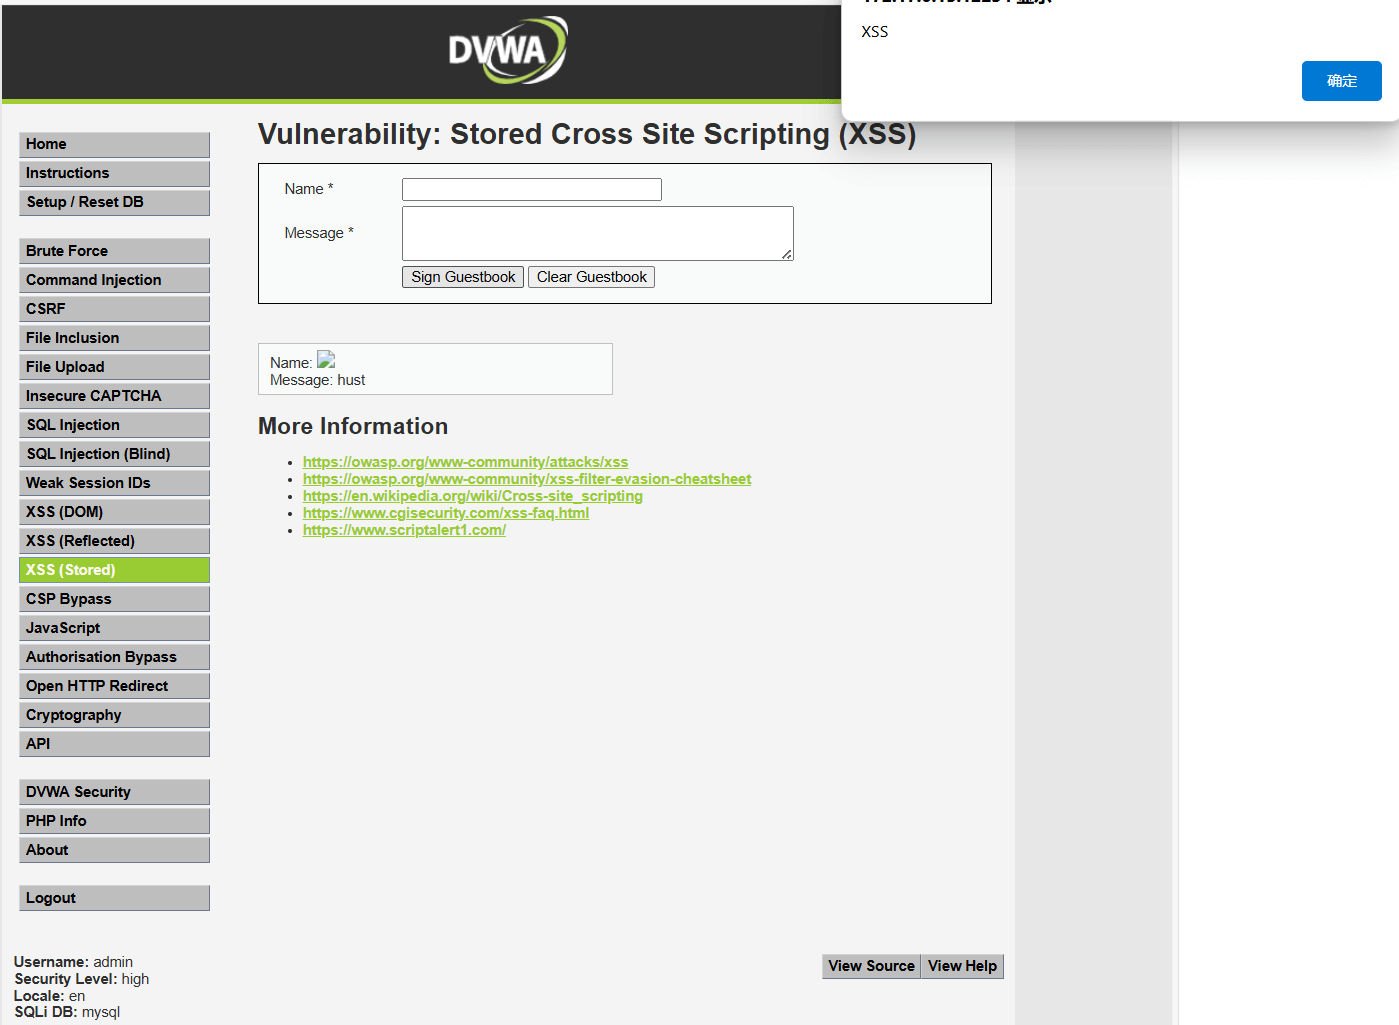 XSS
确定
DVWA
Vulnerability: Stored Cross Site Scripting (XSS)
Home
Instructions
Setup / Reset DB
Brute Force
Command Injection
CSRF
File Inclusion
File Upload
Insecure CAPTCHA
SQL Injection
SQL Injection (Blind)
Weak Session IDs
XSS (DOM)
XSS (Reflected)
XSS (Stored)
CSP Bypass
JavaScript
Authorisation Bypass
Open HTTP Redirect
Cryptography
API
DVWA Security
PHP Info
About
Logout
Name *
Message *
Sign Guestbook Clear Guestbook
Name:
Message: hust
More Information
https://owasp.org/www-community/attacks/xss
https://owasp.org/www-community/xss-filter-evasion-cheatsheet
https://en.wikipedia.org/wiki/Cross-site_scripting
https://www.cgisecurity.com/xss-faq.html
https://www.scriptalert1.com/
Username: admin
Security Level: high
Locale: en
SQLi DB: mysql
View Source View Help